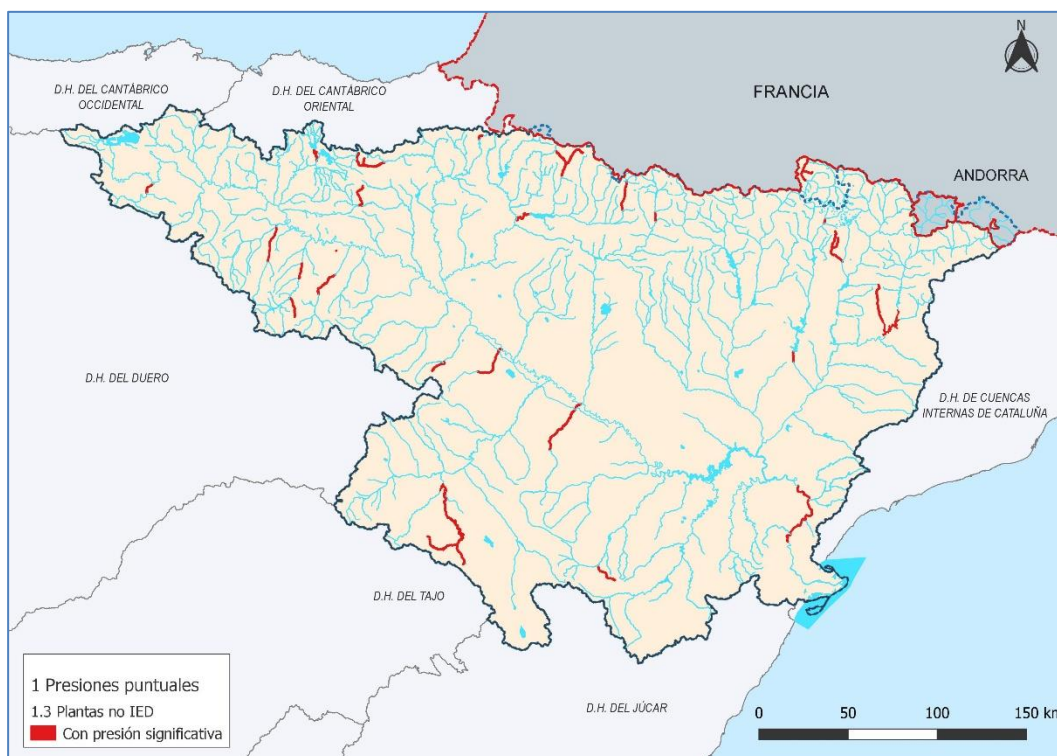 N
D.H. DEL CANTÁBRICO
OCCIDENTAL
D.H. DEL CANTÁBRICO
ORIENTAL
FRANCIA
ANDORRA
D.H. DEL DUERO
D.H. DE CUENCAS
INTERNAS DE CATALUÑA
D.H. DEL TAJO
D.H. DEL JÚCAR
1 Presiones puntuales
1.3 Plantas no IED
Con presión significativa
0 50 100 150 km